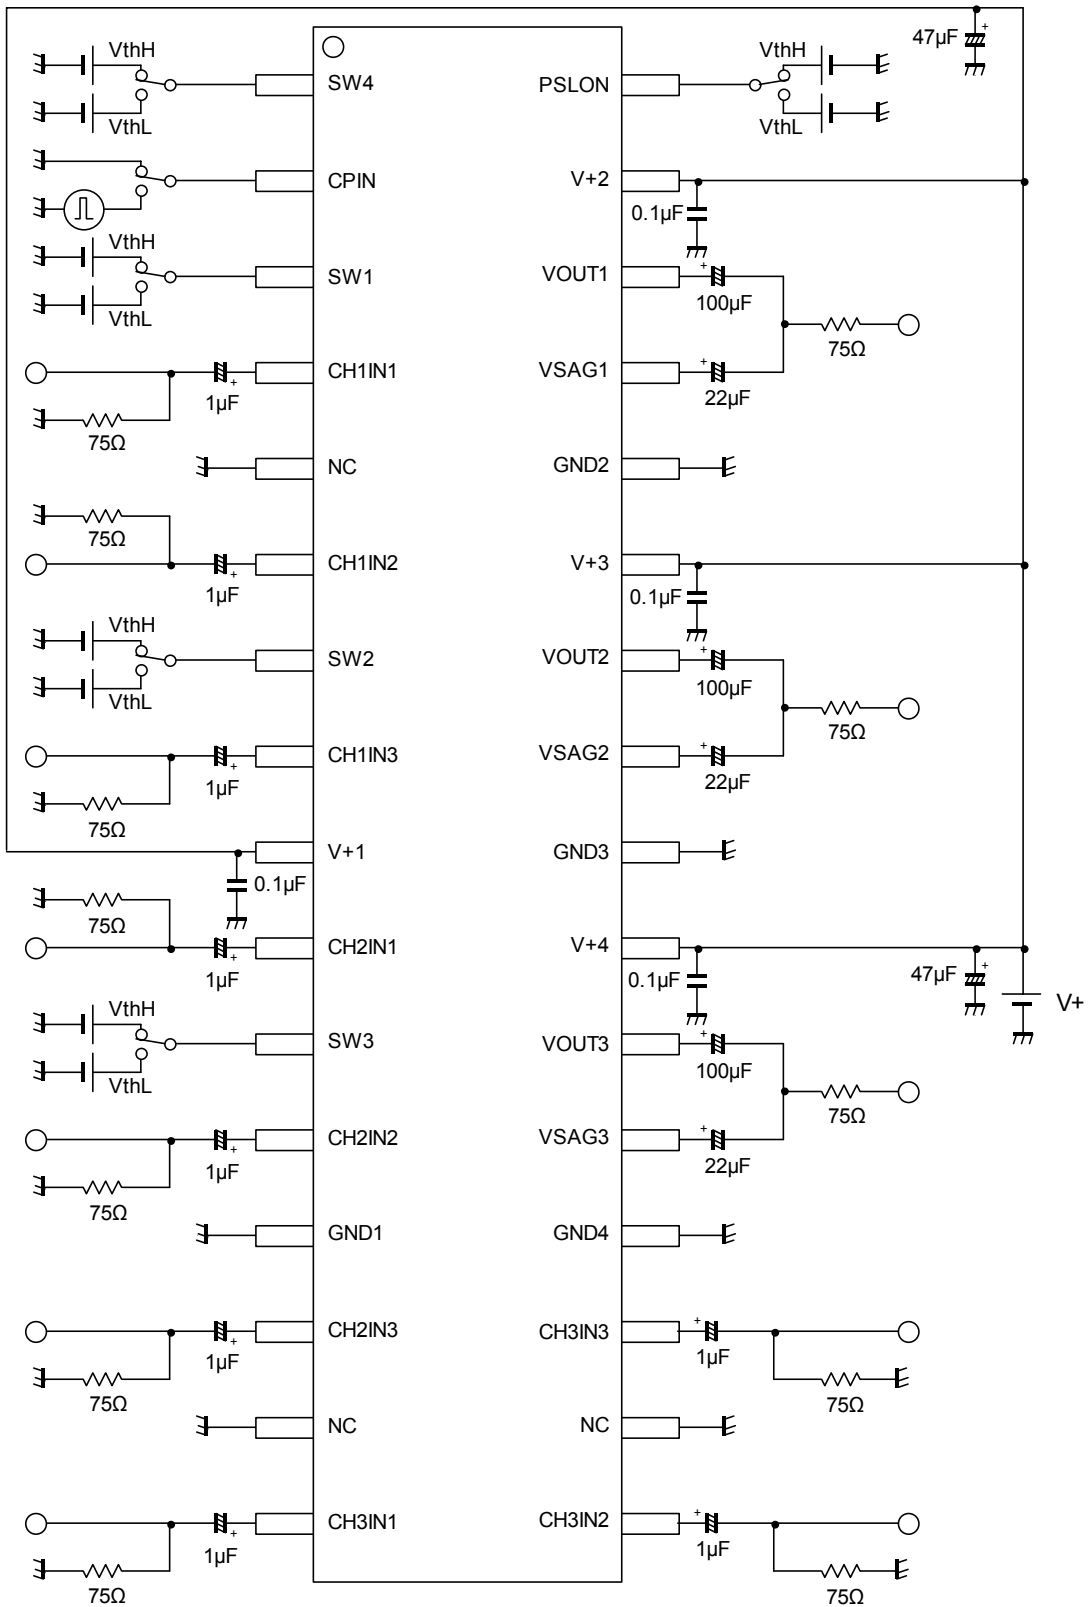 47µF
+
VthH
SW4
VthL
PSLON
VthH
VthL
CPIN
V+2
0.1µF
VthH
SW1
VthL
VOUT1
+
100µF
75Ω
CH1IN1
+
1µF
75Ω
VSAG1
+
22µF
NC
GND2
75Ω
CH1IN2
+
1µF
V+3
0.1µF
VthH
SW2
VthL
VOUT2
+
100µF
75Ω
CH1IN3
+
1µF
75Ω
VSAG2
+
22µF
V+1
0.1µF
GND3
75Ω
CH2IN1
+
1µF
V+4
0.1µF
47µF
+
V+
VthH
SW3
VthL
VOUT3
+
100µF
75Ω
CH2IN2
+
1µF
75Ω
VSAG3
+
22µF
GND1
GND4
CH2IN3
+
1µF
75Ω
CH3IN3
+
1µF
75Ω
NC
NC
CH3IN1
+
1µF
75Ω
CH3IN2
+
1µF
75Ω